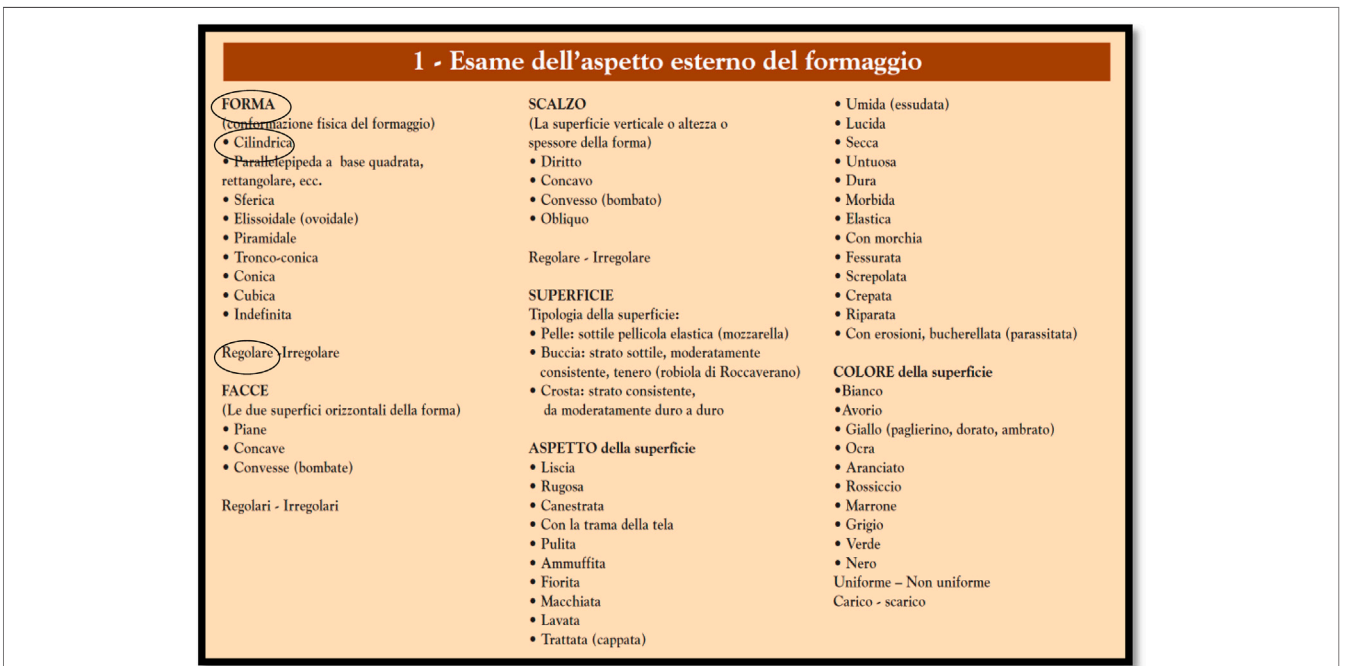 1 - Esame dell’aspetto esterno del formaggio
FORMA
(conformazione fisica del formaggio)
• Cilindrica
• Parallelepipeda a base quadrata,
rettangolare, ecc.
• Sferica
• Elissoidale (ovoidale)
• Piramidale
• Tronco-conica
• Conica
• Cubica
• Indefinita
Regolare -Irregolare
FACCE
(Le due superfici orizzontali della forma)
• Piane
• Concave
• Convesse (bombate)
Regolari - Irregolari
SCALZO
(La superficie verticale o altezza o
spessore della forma)
• Diritto
• Concavo
• Convesso (bombato)
• Obliquo
Regolare - Irregolare
SUPERFICIE
Tipologia della superficie:
• Pelle: sottile pellicola elastica (mozzarella)
• Buccia: strato sottile, moderatamente
consistente, tenero (robiola di Roccaverano)
• Crosta: strato consistente,
da moderatamente duro a duro
ASPETTO della superficie
• Liscia
• Rugosa
• Canestrata
• Con la trama della tela
• Pulita
• Ammuffita
• Fiorita
• Macchiata
• Lavata
• Trattata (cappata)
• Umida (essudata)
• Lucida
• Secca
• Untuosa
• Dura
• Morbida
• Elastica
• Con morchia
• Fessurata
• Screpolata
• Crepata
• Riparata
• Con erosioni, bucherellata (parassitata)
COLORE della superficie
•Bianco
•Avorio
• Giallo (paglierino, dorato, ambrato)
• Ocra
• Aranciato
• Rossiccio
• Marrone
• Grigio
• Verde
• Nero
Uniforme – Non uniforme
Carico - scarico